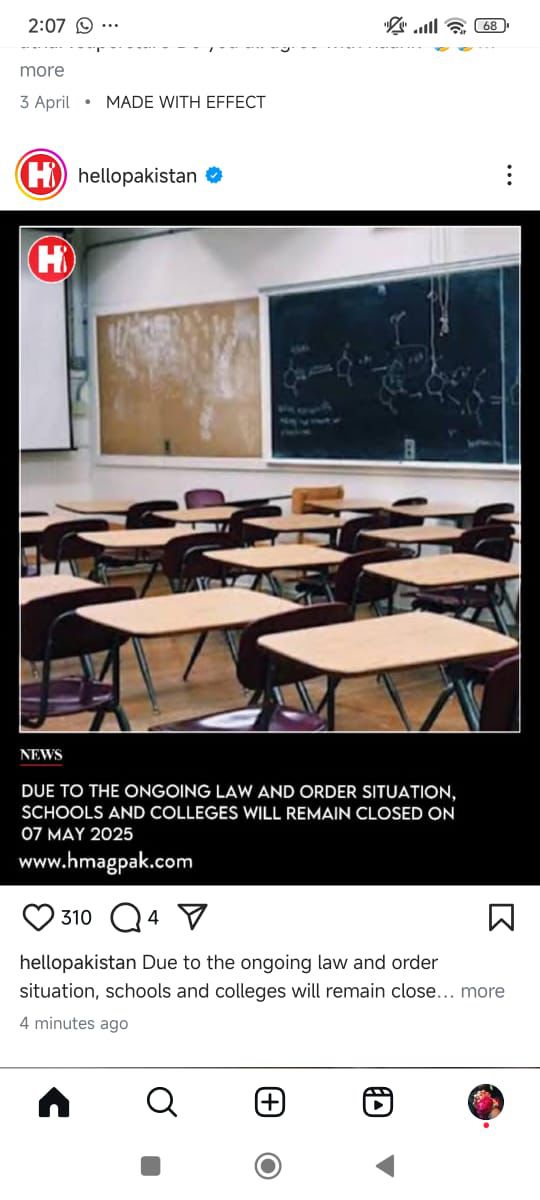 2:07 ...
68
more
3 April • MADE WITH EFFECT
hellopakistan
H
NEWS
DUE TO THE ONGOING LAW AND ORDER SITUATION,
SCHOOLS AND COLLEGES WILL REMAIN CLOSED ON
07 MAY 2025
www.hmagpak.com
310 4
hellopakistan Due to the ongoing law and order
situation, schools and colleges will remain close... more
4 minutes ago